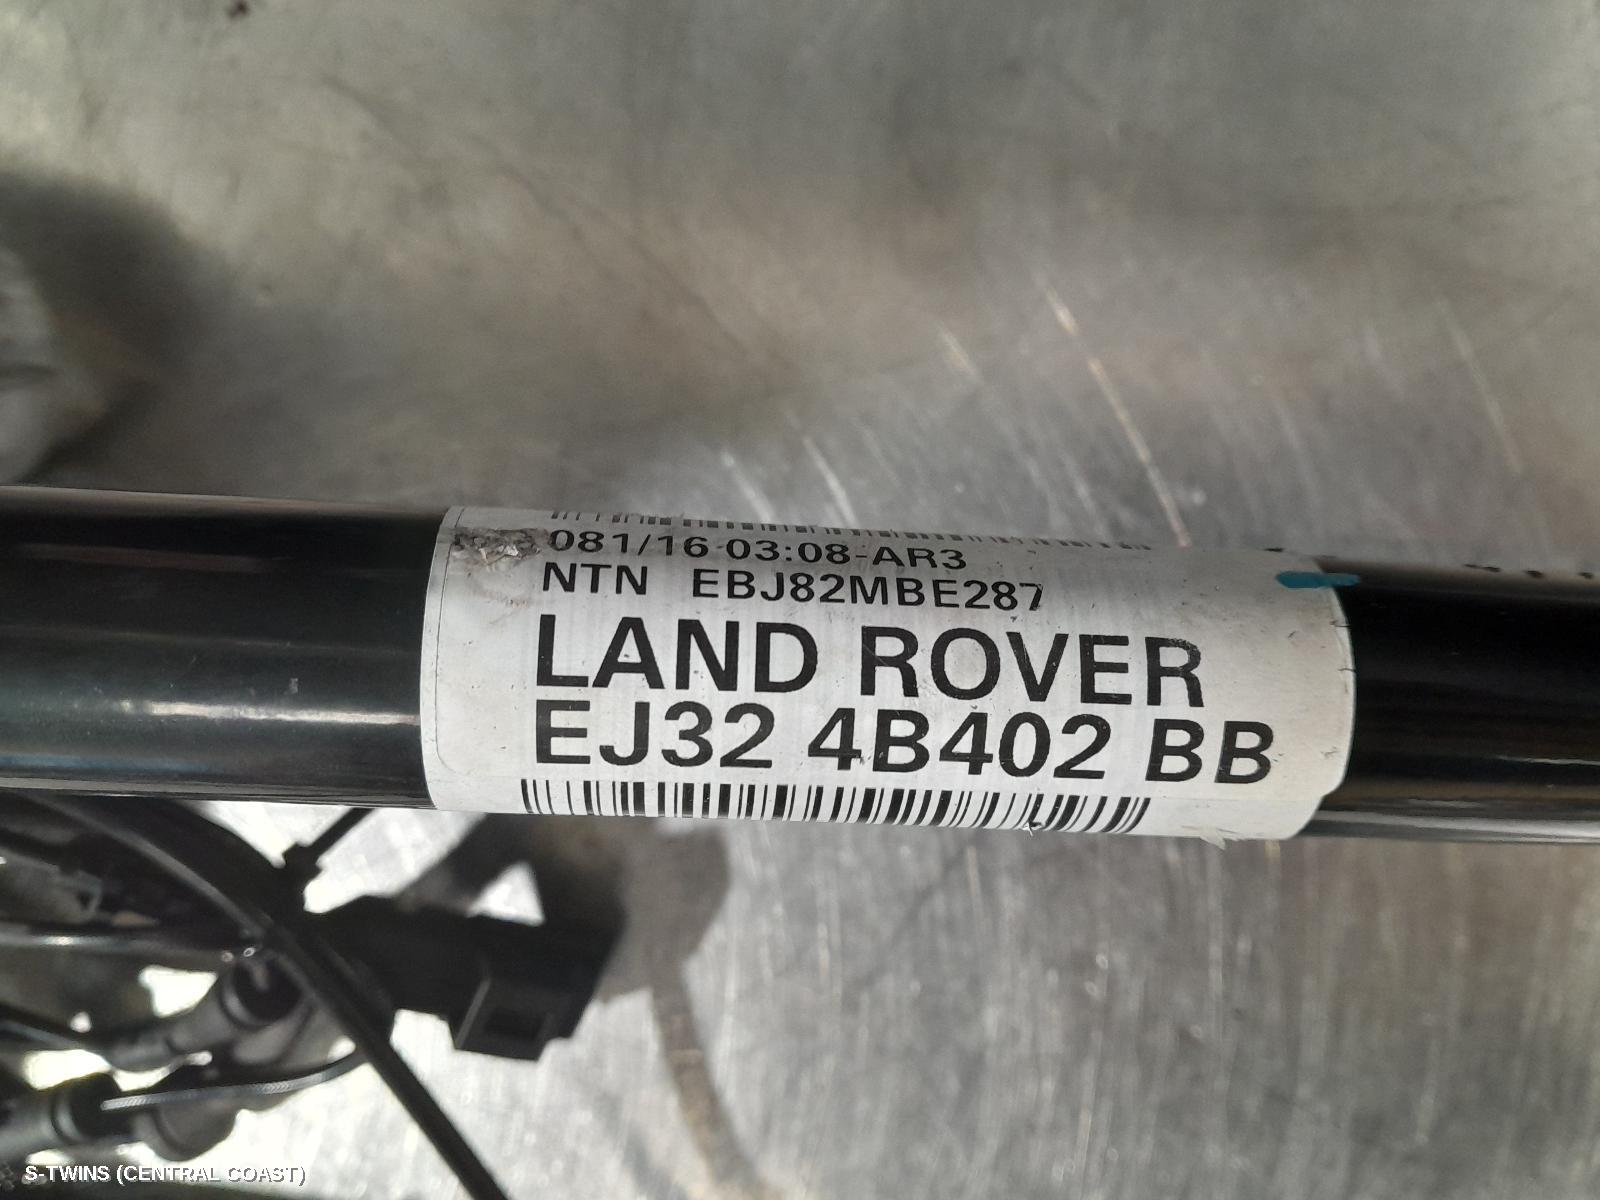 081/16 03:08-AR3
NTN EBJ82MBE287
LAND ROVER
EJ32 4B402 BB
S-TWINS (CENTRAL COAST)